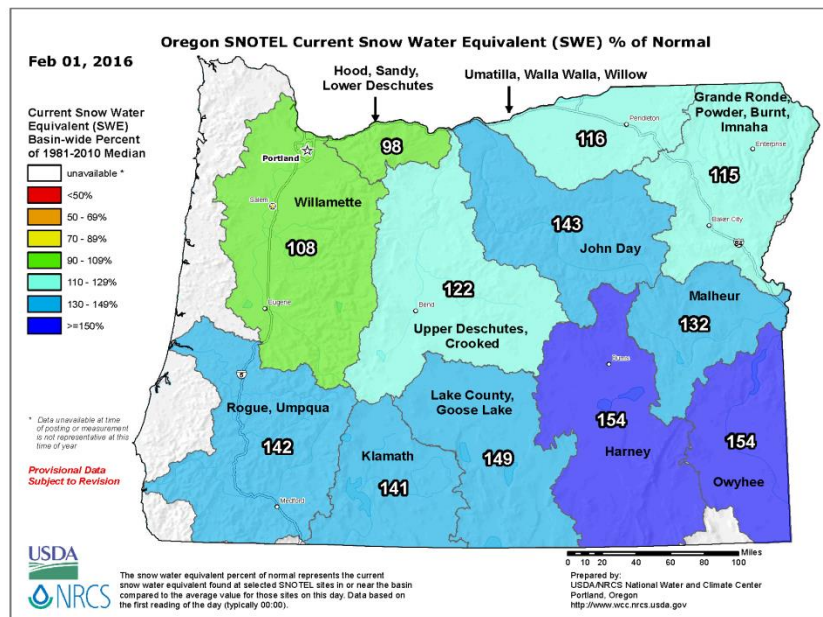 Oregon SNOTEL Current Snow Water Equivalent (SWE) % of Normal
Feb 01, 2016
Hood, Sandy,
Lower Deschutes
Umatilla, Walla Walla, Willow
Grande Ronde,
Powder, Burnt,
Imnaha
Current Snow Water
Equivalent (SWE)
Basin-wide Percent
of 1981-2010 Median
unavailable *
<50%
50 - 69%
70 - 89%
90 - 109%
110 - 129%
130 - 149%
>=150%
Portland
98
116
Pendleton
Enterprise
115
Salem
Willamette
108
143
John Day
Baker City
84
Eugene
122
Bend
Upper Deschutes,
Crooked
Malheur
132
Burns
5
Rogue, Umpqua
142
Medford
Klamath
141
Lake County,
Goose Lake
149
154
Harney
154
Owyhee
* Data unavailable at time
of posting or measurement
is not representative at this
time of year
Provisional Data
Subject to Revision
USDA
NRCS
The snow water equivalent percent of normal represents the current
snow water equivalent found at selected SNOTEL sites in or near the basin
compared to the average value for those sites on this day. Data based on
the first reading of the day (typically 00:00).
Miles
0 10 20 40 60 80 100
Prepared by:
USDA/NRCS National Water and Climate Center
Portland, Oregon
http://www.wcc.nrcs.usda.gov